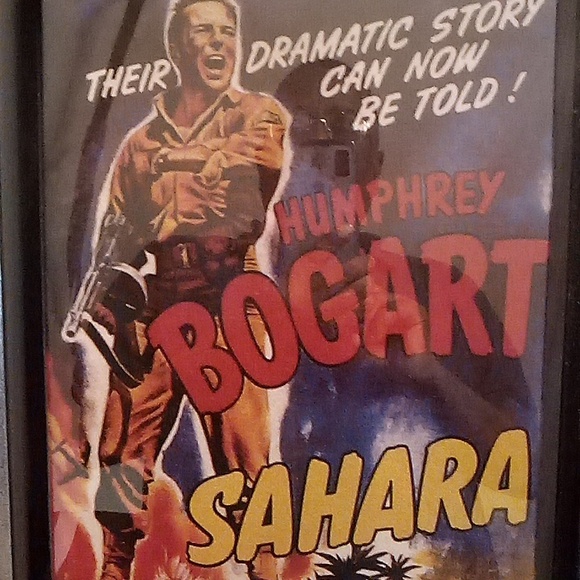 THEIR DRAMATIC STORY
CAN NOW
BE TOLD!
HUMPHREY
BOGART
SAHARA